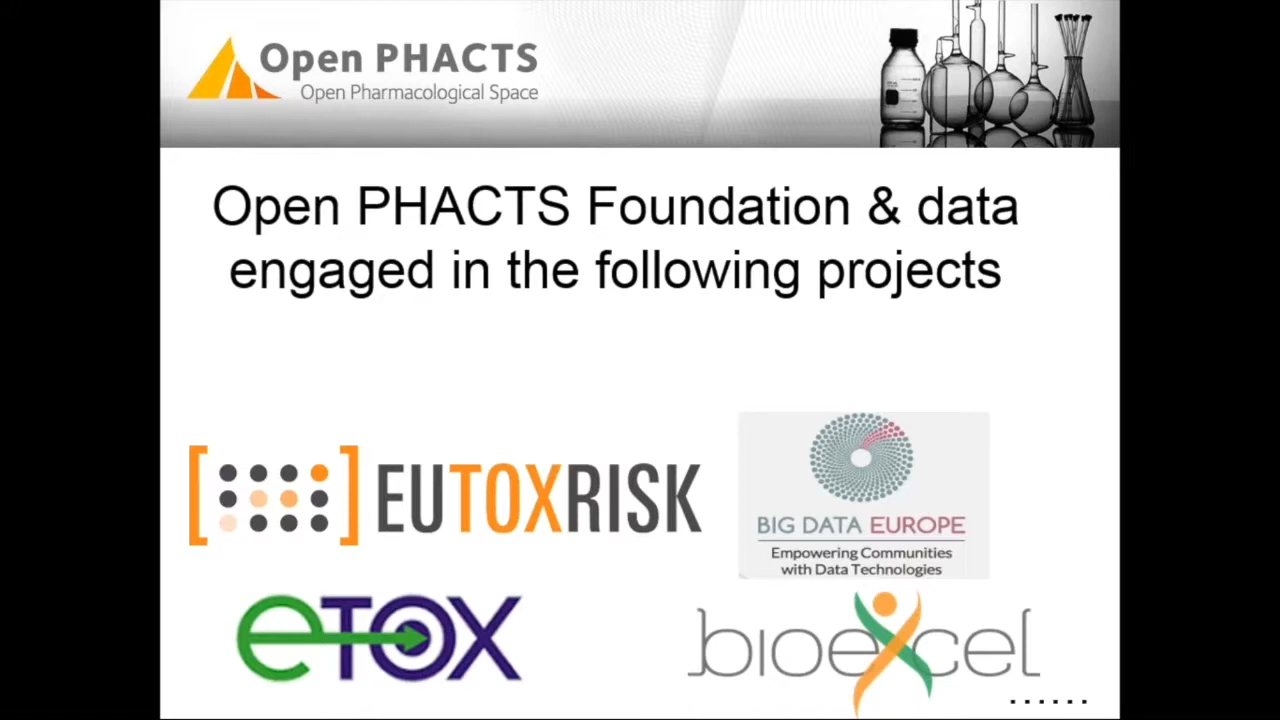 Open PHACTS
Open Pharmacological Space
Open PHACTS Foundation & data
engaged in the following projects
[ ] EUTOXRISK
BIG DATA EUROPE
Empowering Communities
with Data Technologies
eTOX
bioexcel
......